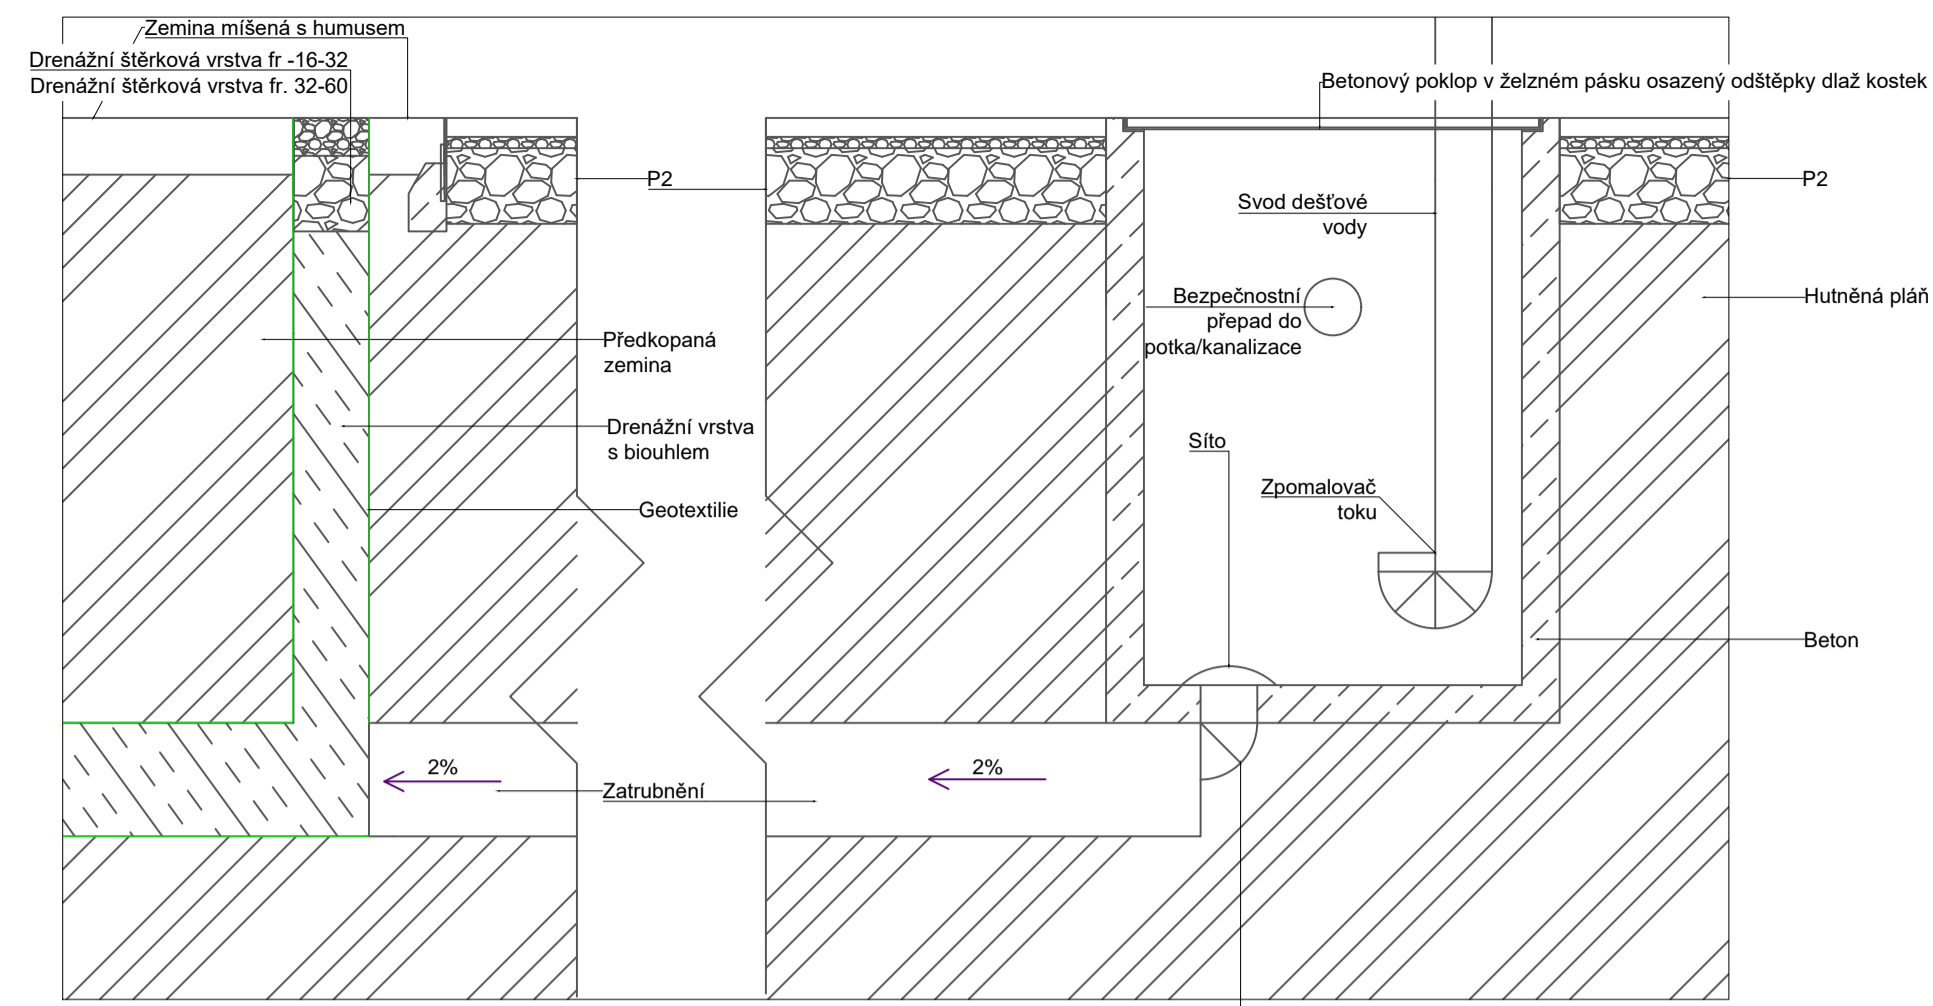 Zemina míšená s humusem
Drenážní štěrková vrstva fr -16-32
Drenážní štěrková vrstva fr. 32-60
Betonový poklop v želzném pásku osazený odštěpky dlaž kostek
P2
P2
Svod dešťové
vody
Bezpečnostní
přepad do
potka/kanalizace
Hutněná pláň
Předkopaná
zemina
Drenážní vrstva
s biouhlem
Síto
Zpomalovač
toku
Geotextilie
Beton
2%
2%
Zatrubnění